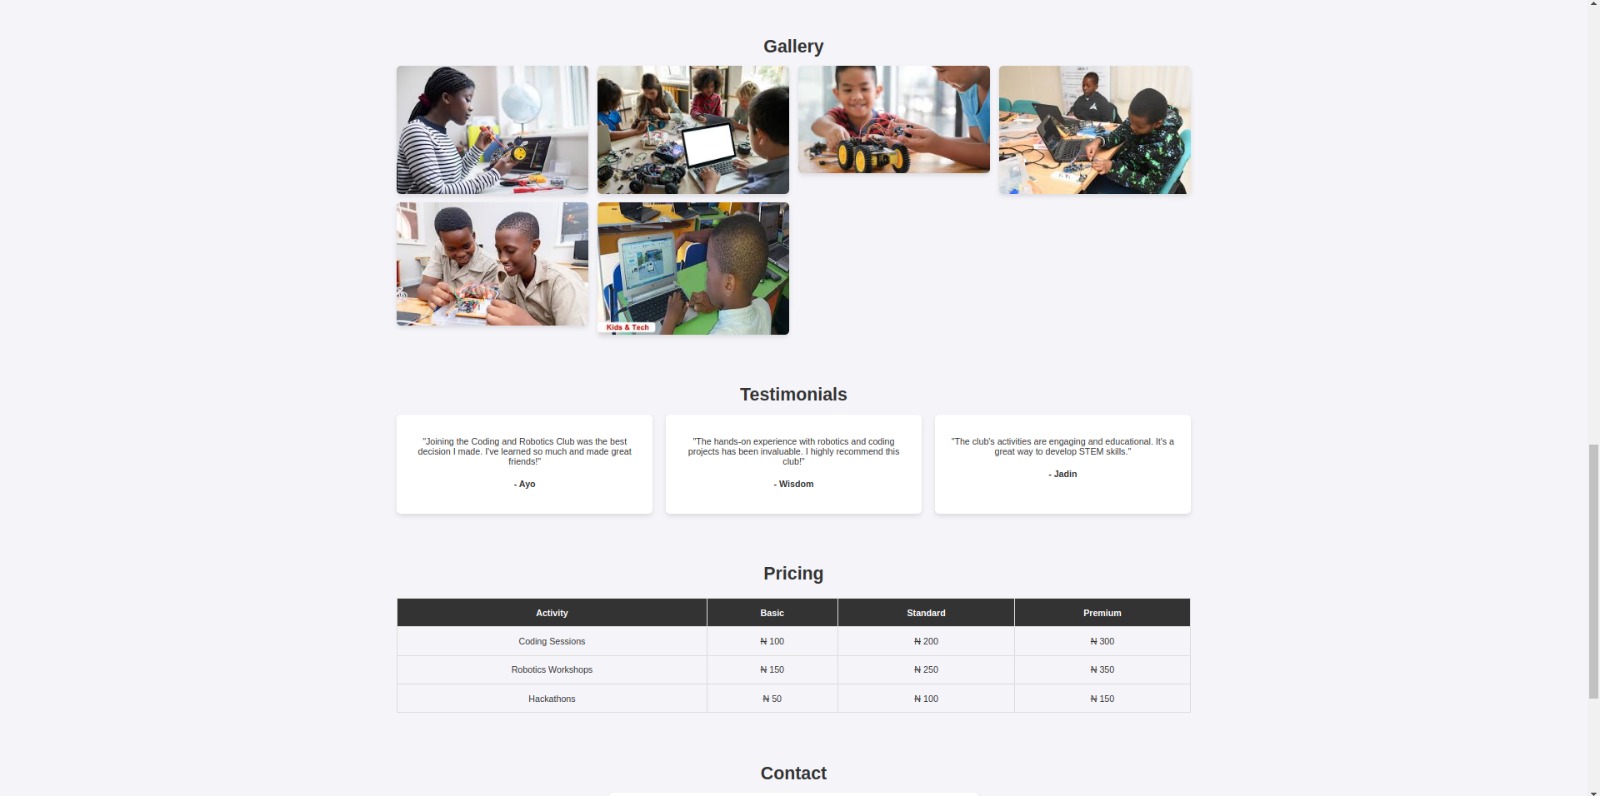 Gallery
Kids & Tech
Testimonials
"Joining the Coding and Robotics Club was the best
decision I made. I've learned so much and made great
friends!"
- Ayo
"The hands-on experience with robotics and coding
projects has been invaluable. I highly recommend this
club!"
- Wisdom
"The club's activities are engaging and educational. It's a
great way to develop STEM skills."
- Jadin
Pricing
Activity Basic Standard Premium
Coding Sessions ₦ 100 ₦ 200 ₦ 300
Robotics Workshops ₦ 150 ₦ 250 ₦ 350
Hackathons ₦ 50 ₦ 100 ₦ 150
Contact